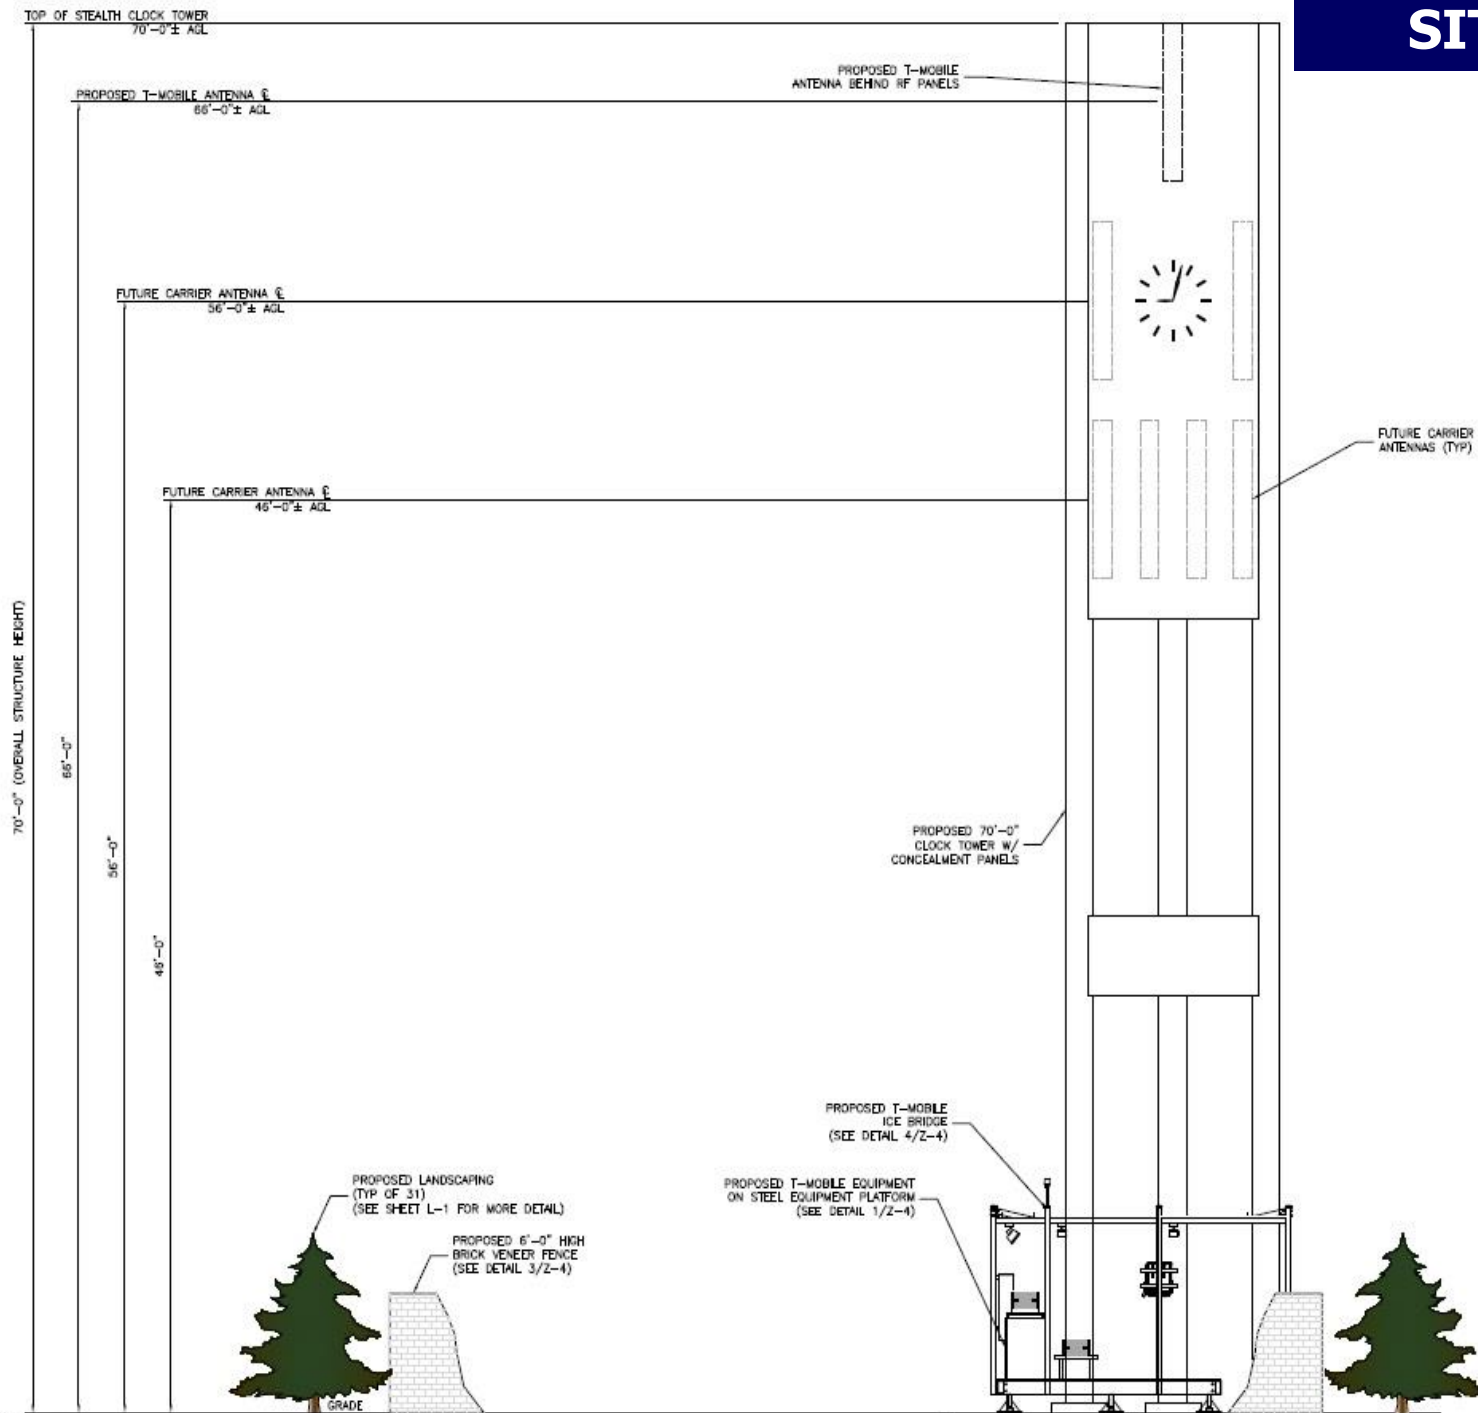 SIT
TOP OF STEALTH CLOCK TOWER
70'-0"± AGL
PROPOSED T-MOBILE
ANTENNA BEHIND RF PANELS
PROPOSED T-MOBILE ANTENNA ℄
66'-0"± AGL
FUTURE CARRIER ANTENNA ℄
56'-0"± AGL
FUTURE CARRIER
ANTENNAS (TYP)
FUTURE CARRIER ANTENNA ℄
46'-0"± AGL
70'-0" (OVERALL STRUCTURE HEIGHT)
66'-0"
56'-0"
46'-0"
PROPOSED 70'-0"
CLOCK TOWER W/
CONCEALMENT PANELS
PROPOSED T-MOBILE
ICE BRIDGE
(SEE DETAIL 4/Z-4)
PROPOSED T-MOBILE EQUIPMENT
ON STEEL EQUIPMENT PLATFORM
(SEE DETAIL 1/Z-4)
PROPOSED LANDSCAPING
(TYP OF 31)
(SEE SHEET L-1 FOR MORE DETAIL)
PROPOSED 6'-0" HIGH
BRICK VENEER FENCE
(SEE DETAIL 3/Z-4)
GRADE